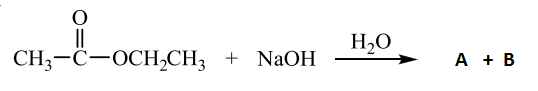 O
CH₃–C–OCH₂CH₃ + NaOH H₂O A + B